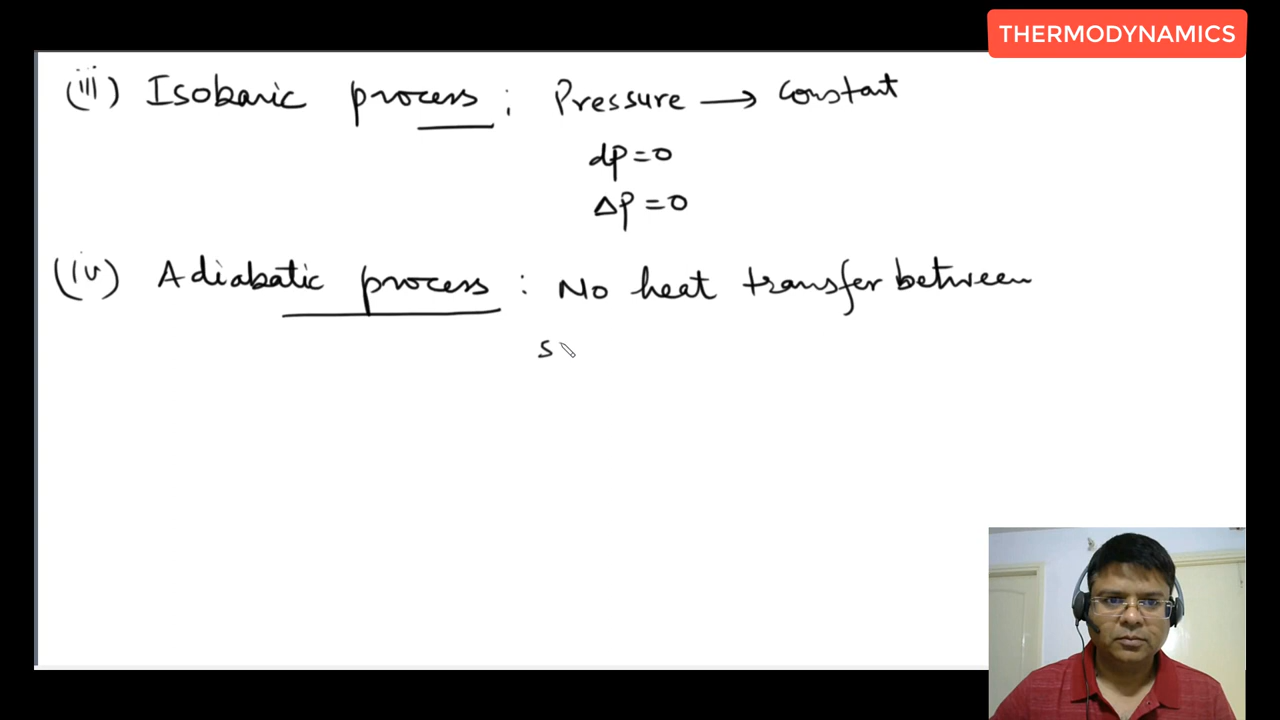 THERMODYNAMICS
(iii) Isobaric process : Pressure → Constant
dp=0
Δp=0
(iv) Adiabatic process : No heat transfer between
s